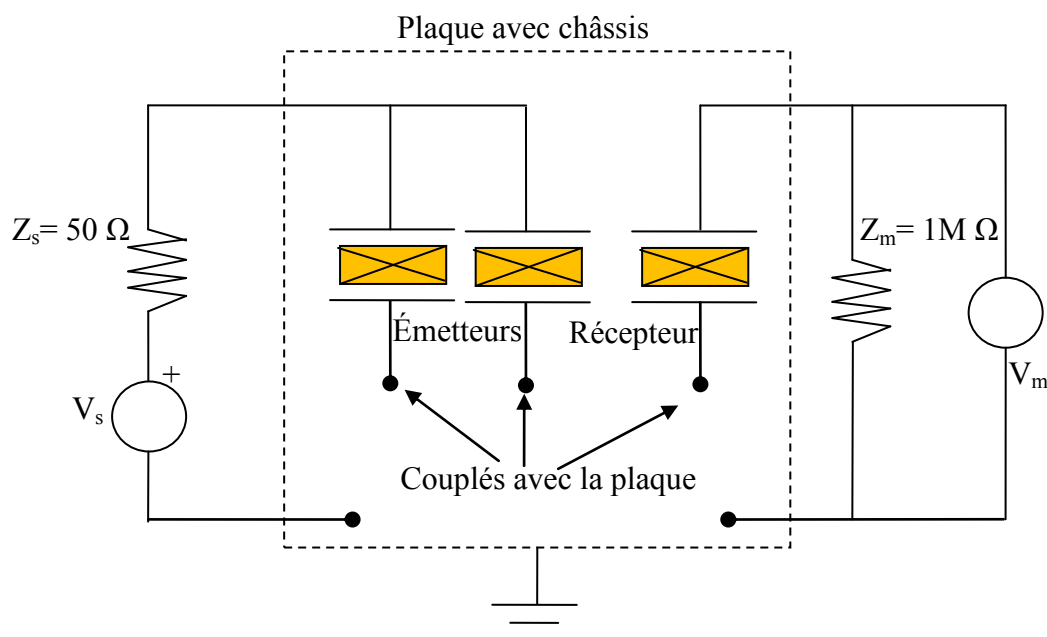 Plaque avec châssis
Zs= 50 Ω
Zm= 1M Ω
Émetteurs
Récepteur
+
Vs
Vm
Couplés avec la plaque